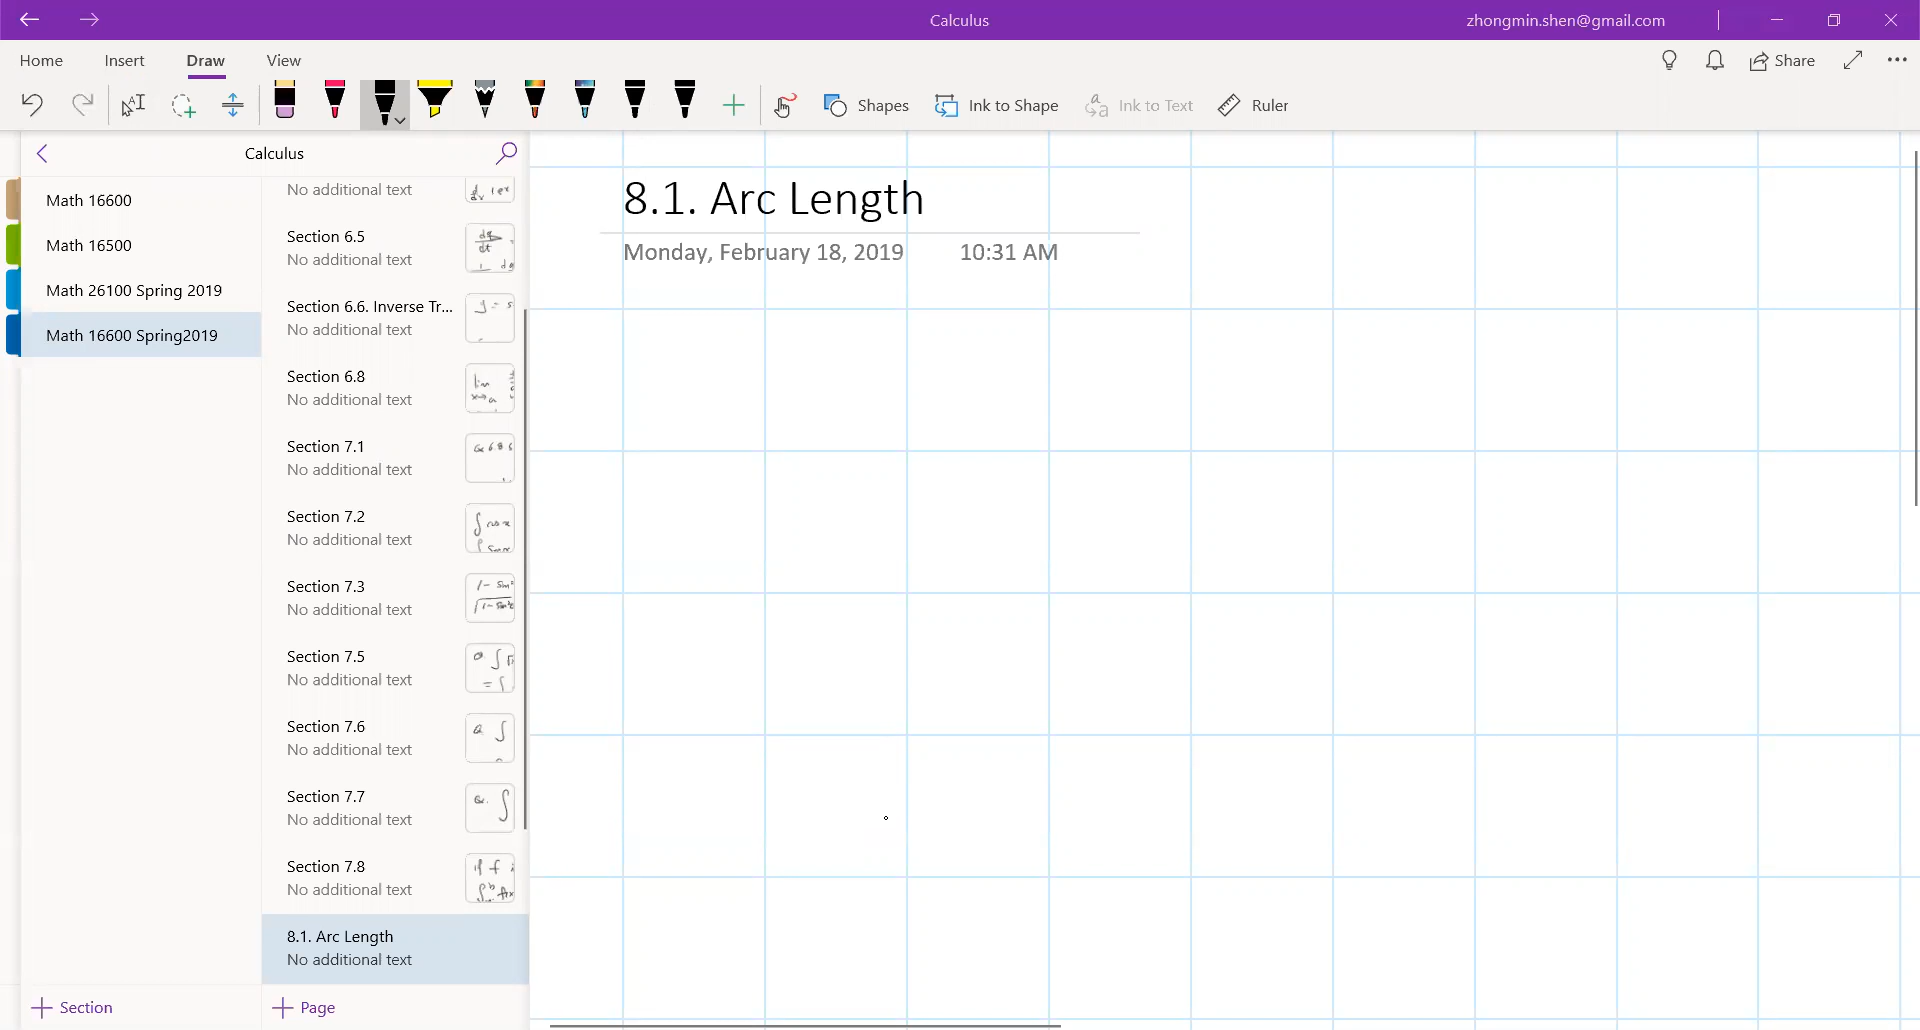 Calculus
zhongmin.shen@gmail.com
Home
Insert
Draw
View
Share
Shapes
Ink to Shape
Ink to Text
Ruler
Calculus
Math 16600
Math 16500
Math 26100 Spring 2019
Math 16600 Spring2019
Section
No additional text
Section 6.5
No additional text
Section 6.6. Inverse Tr...
No additional text
Section 6.8
No additional text
Section 7.1
No additional text
Section 7.2
No additional text
Section 7.3
No additional text
Section 7.5
No additional text
Section 7.6
No additional text
Section 7.7
No additional text
Section 7.8
No additional text
8.1. Arc Length
No additional text
Page
8.1. Arc Length
Monday, February 18, 2019 10:31 AM